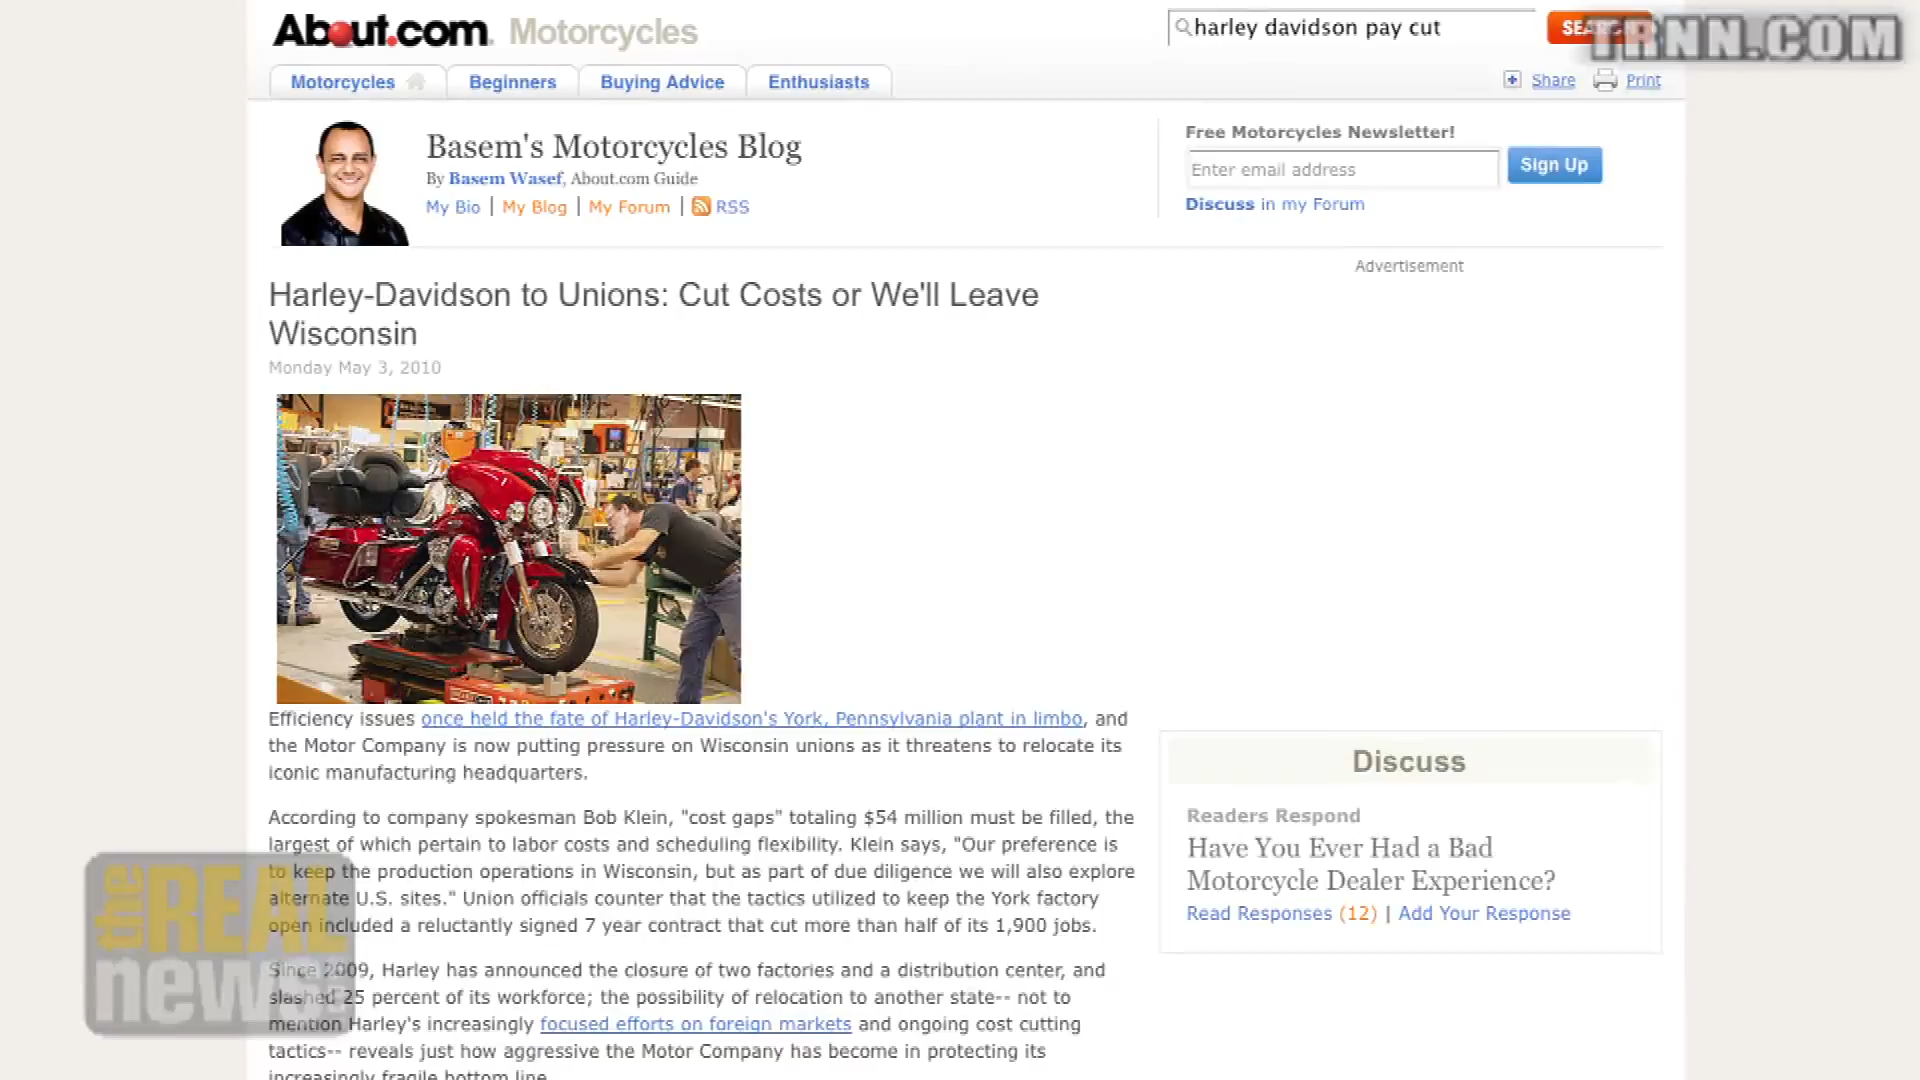 About.com. Motorcycles
harley davidson pay cut
SEARCH
TRNN.COM
Motorcycles
Beginners
Buying Advice
Enthusiasts
Share
Print
Basem's Motorcycles Blog
By Basem Wasef, About.com Guide
My Bio | My Blog | My Forum | RSS
Free Motorcycles Newsletter!
Enter email address
Sign Up
Discuss in my Forum
Advertisement
Harley-Davidson to Unions: Cut Costs or We'll Leave
Wisconsin
Monday May 3, 2010
Efficiency issues once held the fate of Harley-Davidson's York, Pennsylvania plant in limbo, and
the Motor Company is now putting pressure on Wisconsin unions as it threatens to relocate its
iconic manufacturing headquarters.
According to company spokesman Bob Klein, "cost gaps" totaling $54 million must be filled, the
largest of which pertain to labor costs and scheduling flexibility. Klein says, "Our preference is
to keep the production operations in Wisconsin, but as part of due diligence we will also explore
alternate U.S. sites." Union officials counter that the tactics utilized to keep the York factory
open included a reluctantly signed 7 year contract that cut more than half of its 1,900 jobs.
Since 2009, Harley has announced the closure of two factories and a distribution center, and
slashed 25 percent of its workforce; the possibility of relocation to another state-- not to
mention Harley's increasingly focused efforts on foreign markets and ongoing cost cutting
tactics-- reveals just how aggressive the Motor Company has become in protecting its
increasingly fragile bottom line.
Discuss
Readers Respond
Have You Ever Had a Bad
Motorcycle Dealer Experience?
Read Responses (12) | Add Your Response
the REAL
news